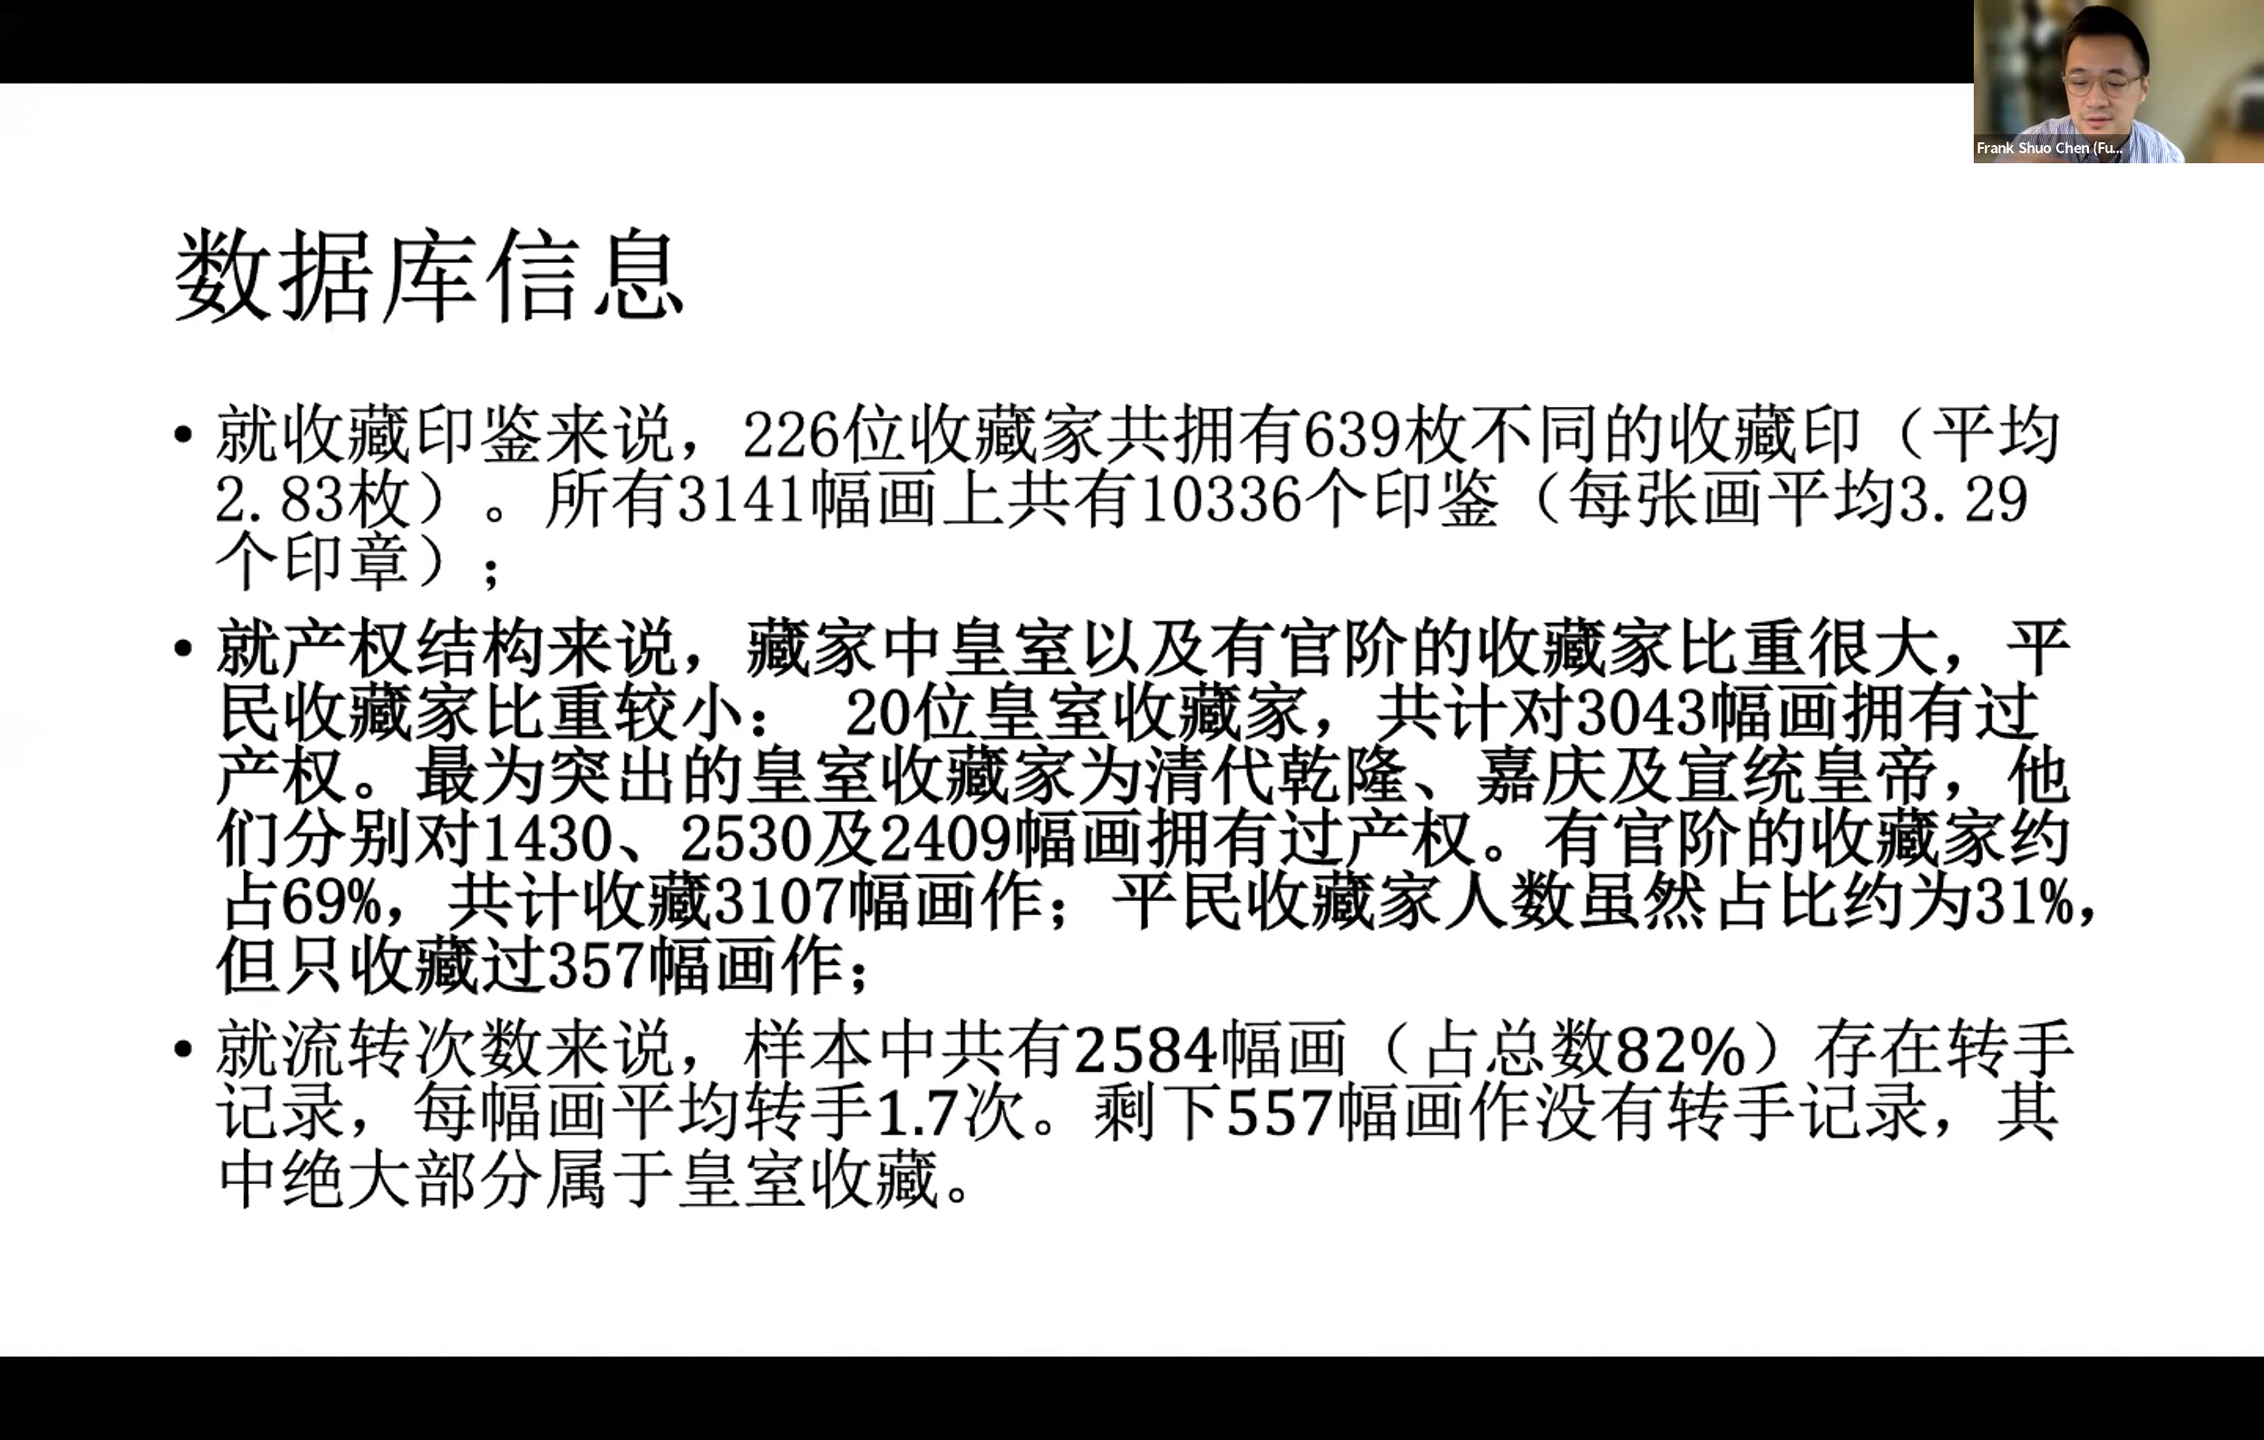 Frank Shuo Chen (Fu...
数据库信息
• 就收藏印鉴来说，226位收藏家共拥有639枚不同的收藏印（平均
2.83枚）。所有3141幅画上共有10336个印鉴（每张画平均3.29
个印章）；
• 就产权结构来说，藏家中皇室以及有官阶的收藏家比重很大，平
民收藏家比重较小： 20位皇室收藏家，共计对3043幅画拥有过
产权。最为突出的皇室收藏家为清代乾隆、嘉庆及宣统皇帝，他
们分别对1430、2530及2409幅画拥有过产权。有官阶的收藏家约
占69%，共计收藏3107幅画作；平民收藏家人数虽然占比约为31%，
但只收藏过357幅画作；
• 就流转次数来说，样本中共有2584幅画（占总数82%）存在转手
记录，每幅画平均转手1.7次。剩下557幅画作没有转手记录，其
中绝大部分属于皇室收藏。